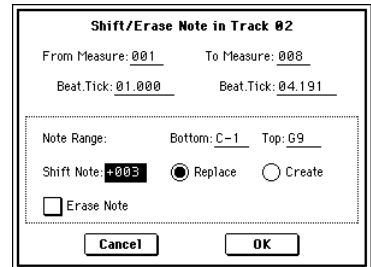 Shift/Erase Note in Track 02
From Measure: 001 To Measure: 008
Beat.Tick: 01.000 Beat.Tick: 04.191
Note Range: Bottom: C-1 Top: G9
Shift Note: +003 Replace Create
Erase Note
Cancel OK